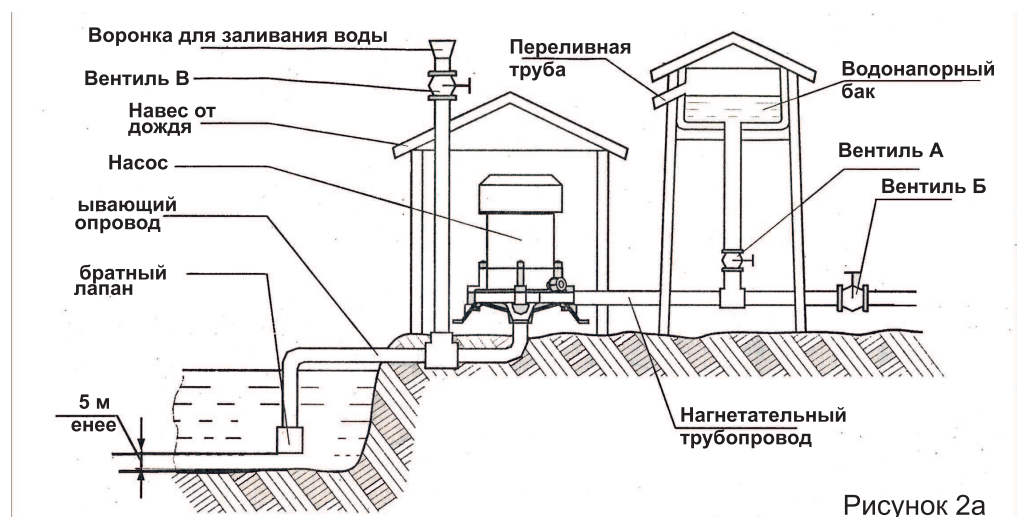 Воронка для заливания воды
Вентиль В
Навес от
дождя
Насос
ывающий
опровод
братный
лапан
5 м
енее
Переливная
труба
Водонапорный
бак
Вентиль А
Вентиль Б
Нагнетательный
трубопровод
Рисунок 2а